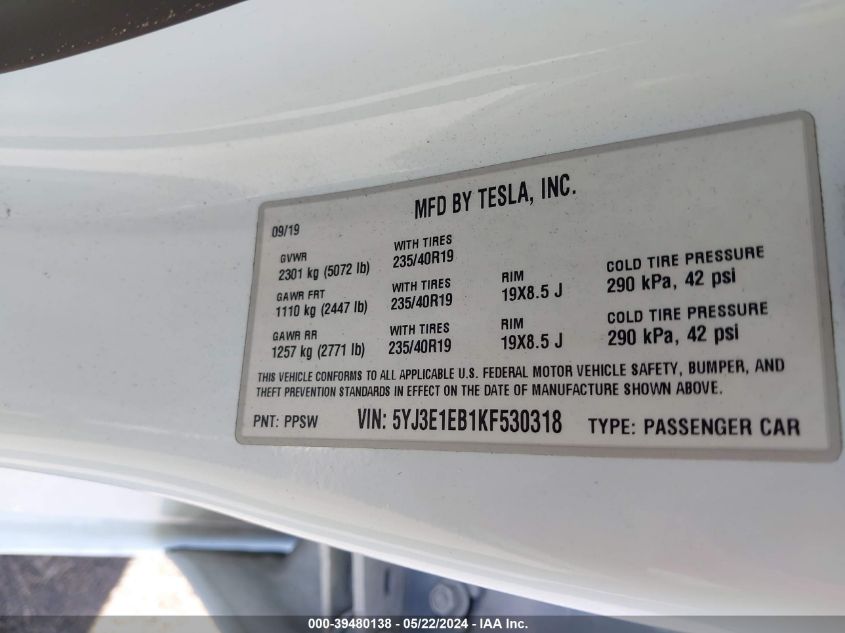 MFD BY TESLA, INC.
09/19
GVWR
2301 kg (5072 lb)
WITH TIRES
235/40R19
GAWR FRT
1110 kg (2447 lb)
WITH TIRES
235/40R19
RIM
19X8.5 J
COLD TIRE PRESSURE
290 kPa, 42 psi
GAWR RR
1257 kg (2771 lb)
WITH TIRES
235/40R19
RIM
19X8.5 J
COLD TIRE PRESSURE
290 kPa, 42 psi
THIS VEHICLE CONFORMS TO ALL APPLICABLE U.S. FEDERAL MOTOR VEHICLE SAFETY, BUMPER, AND
THEFT PREVENTION STANDARDS IN EFFECT ON THE DATE OF MANUFACTURE SHOWN ABOVE.
PNT: PPSW VIN: 5YJ3E1EB1KF530318 TYPE: PASSENGER CAR
000-39480138 - 05/22/2024 - IAA Inc.